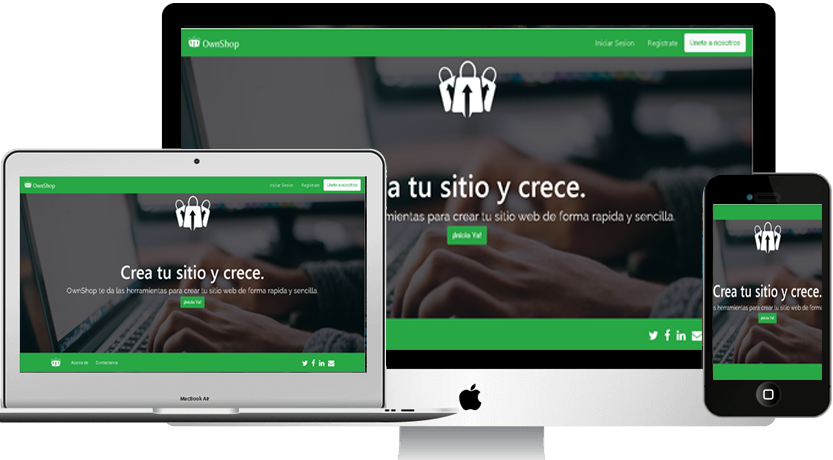 OwnShop
Iniciar Sesion
Registrate
Unete a nosotros
a tu sitio y crece.
mientas para crear tu sitio web de forma rapida y sencilla.
¡Inicia Ya!
OwnShop
Iniciar Sesion
Registrate
Unete a nosotros
Crea tu sitio y crece.
OwnShop te da las herramientas para crear tu sitio web de forma rapida y sencilla.
¡Inicia Ya!
Acerca de
Contactanos
MacBook Air
Crea tu sitio y crece.
s herramientas para crear tu sitio web de forma
¡Inicia Ya!